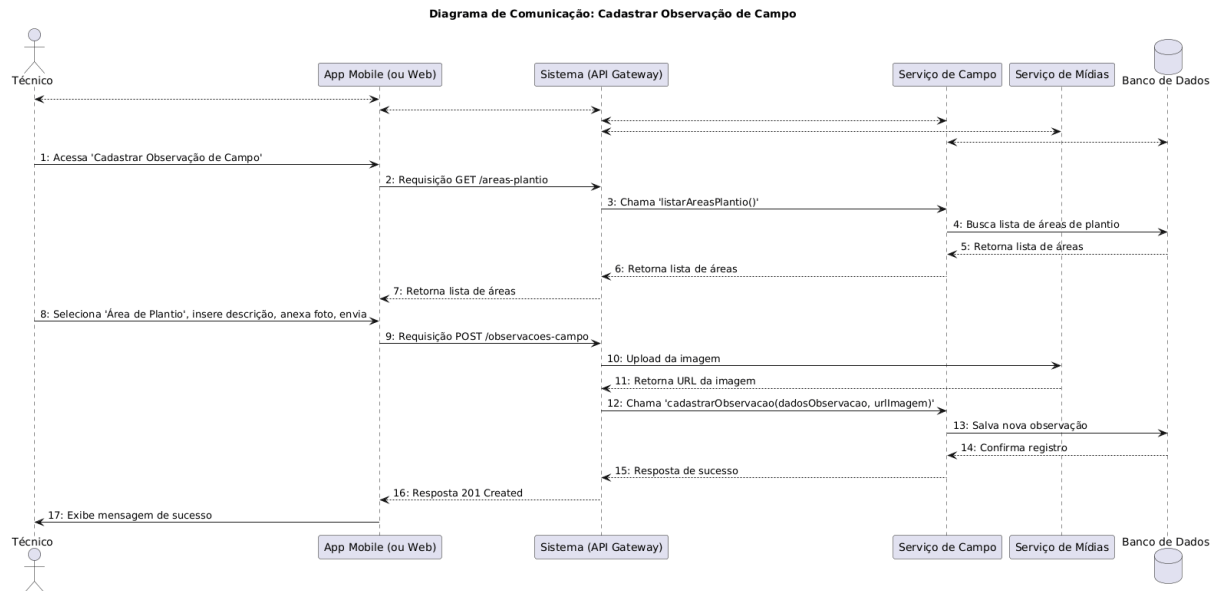 Diagrama de Comunicação: Cadastrar Observação de Campo
Técnico
App Mobile (ou Web)
Sistema (API Gateway)
Serviço de Campo
Serviço de Mídias
Banco de Dados
1: Acessa 'Cadastrar Observação de Campo'
2: Requisição GET /areas-plantio
3: Chama 'listarAreasPlantio()'
4: Busca lista de áreas de plantio
5: Retorna lista de áreas
6: Retorna lista de áreas
7: Retorna lista de áreas
8: Seleciona 'Área de Plantio', insere descrição, anexa foto, envia
9: Requisição POST /observacoes-campo
10: Upload da imagem
11: Retorna URL da imagem
12: Chama 'cadastrarObservacao(dadosObservacao, urlImagem)'
13: Salva nova observação
14: Confirma registro
15: Resposta de sucesso
16: Resposta 201 Created
17: Exibe mensagem de sucesso
Técnico
App Mobile (ou Web)
Sistema (API Gateway)
Serviço de Campo
Serviço de Mídias
Banco de Dados